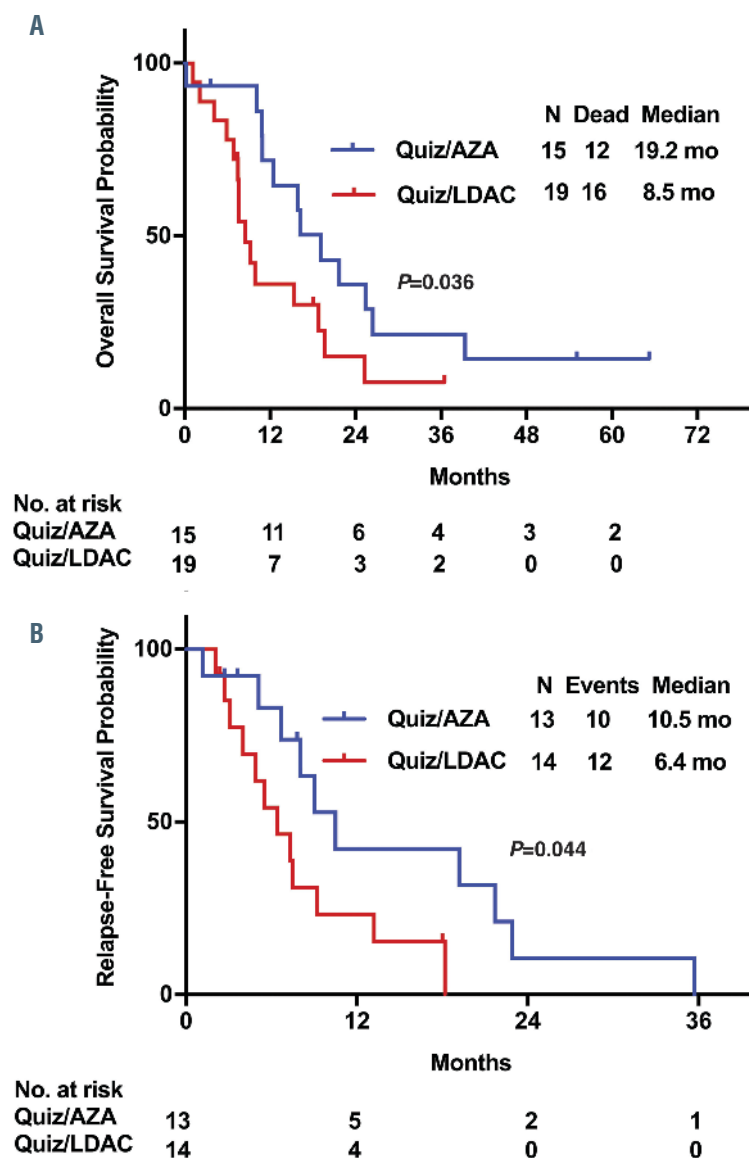 A
100
50
0
Overall Survival Probability
N Dead Median
Quiz/AZA 15 12 19.2 mo
Quiz/LDAC 19 16 8.5 mo
P=0.036
0 12 24 36 48 60 72
Months
No. at risk
Quiz/AZA 15 11 6 4 3 2
Quiz/LDAC 19 7 3 2 0 0
B
100
50
0
Relapse-Free Survival Probability
N Events Median
Quiz/AZA 13 10 10.5 mo
Quiz/LDAC 14 12 6.4 mo
P=0.044
0 12 24 36
Months
No. at risk
Quiz/AZA 13 5 2 1
Quiz/LDAC 14 4 0 0